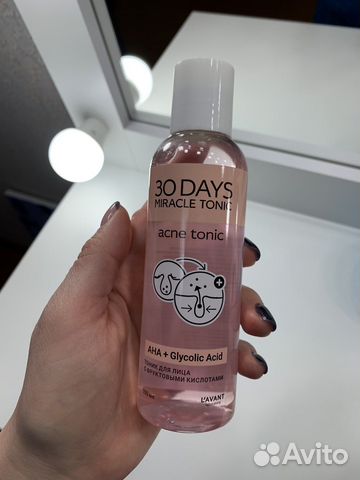 30 DAYS
MIRACLE TONIC
acne tonic
AHA + Glycolic Acid
ТОНИК ДЛЯ ЛИЦА
С ФРУКТОВЫМИ КИСЛОТАМИ
L'AVANT
Avito